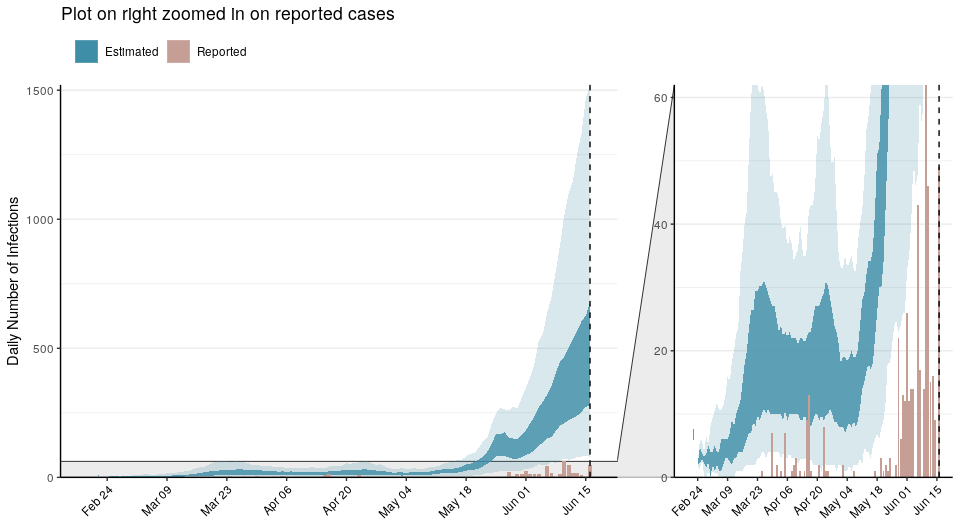 Plot on right zoomed in on reported cases
Estimated
Reported
Daily Number of Infections
1500
1000
500
0
Feb 24
Mar 09
Mar 23
Apr 06
Apr 20
May 04
May 18
Jun 01
Jun 15
60
40
20
0
Feb 24
Mar 09
Mar 23
Apr 06
Apr 20
May 04
May 18
Jun 01
Jun 15